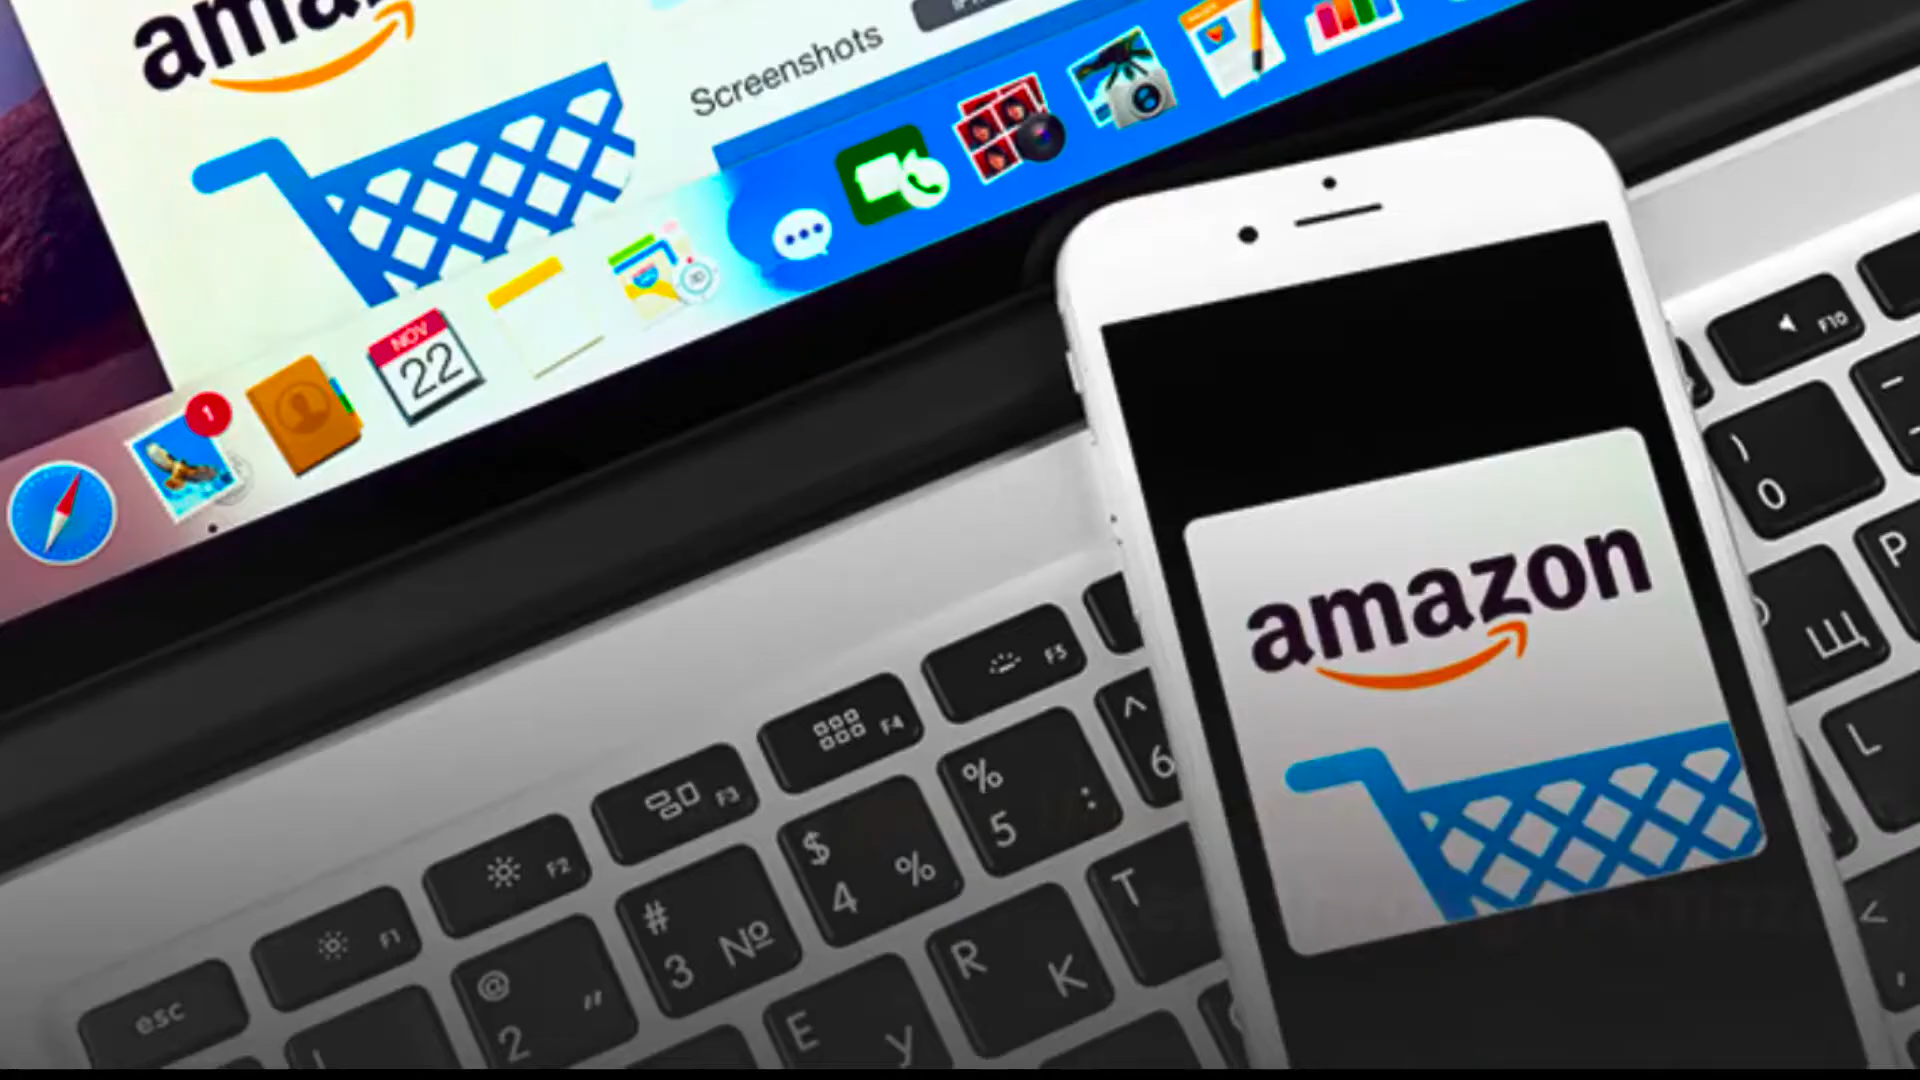 ama
Screenshots
NOV
22
1
amazon
F10
)
0
P
Щ
L
<
,
F5
F4
F3
F2
F1
esc
^
6
%
5 :
$
4 %
#
3 №
@
2 "
T
R
K
E
У